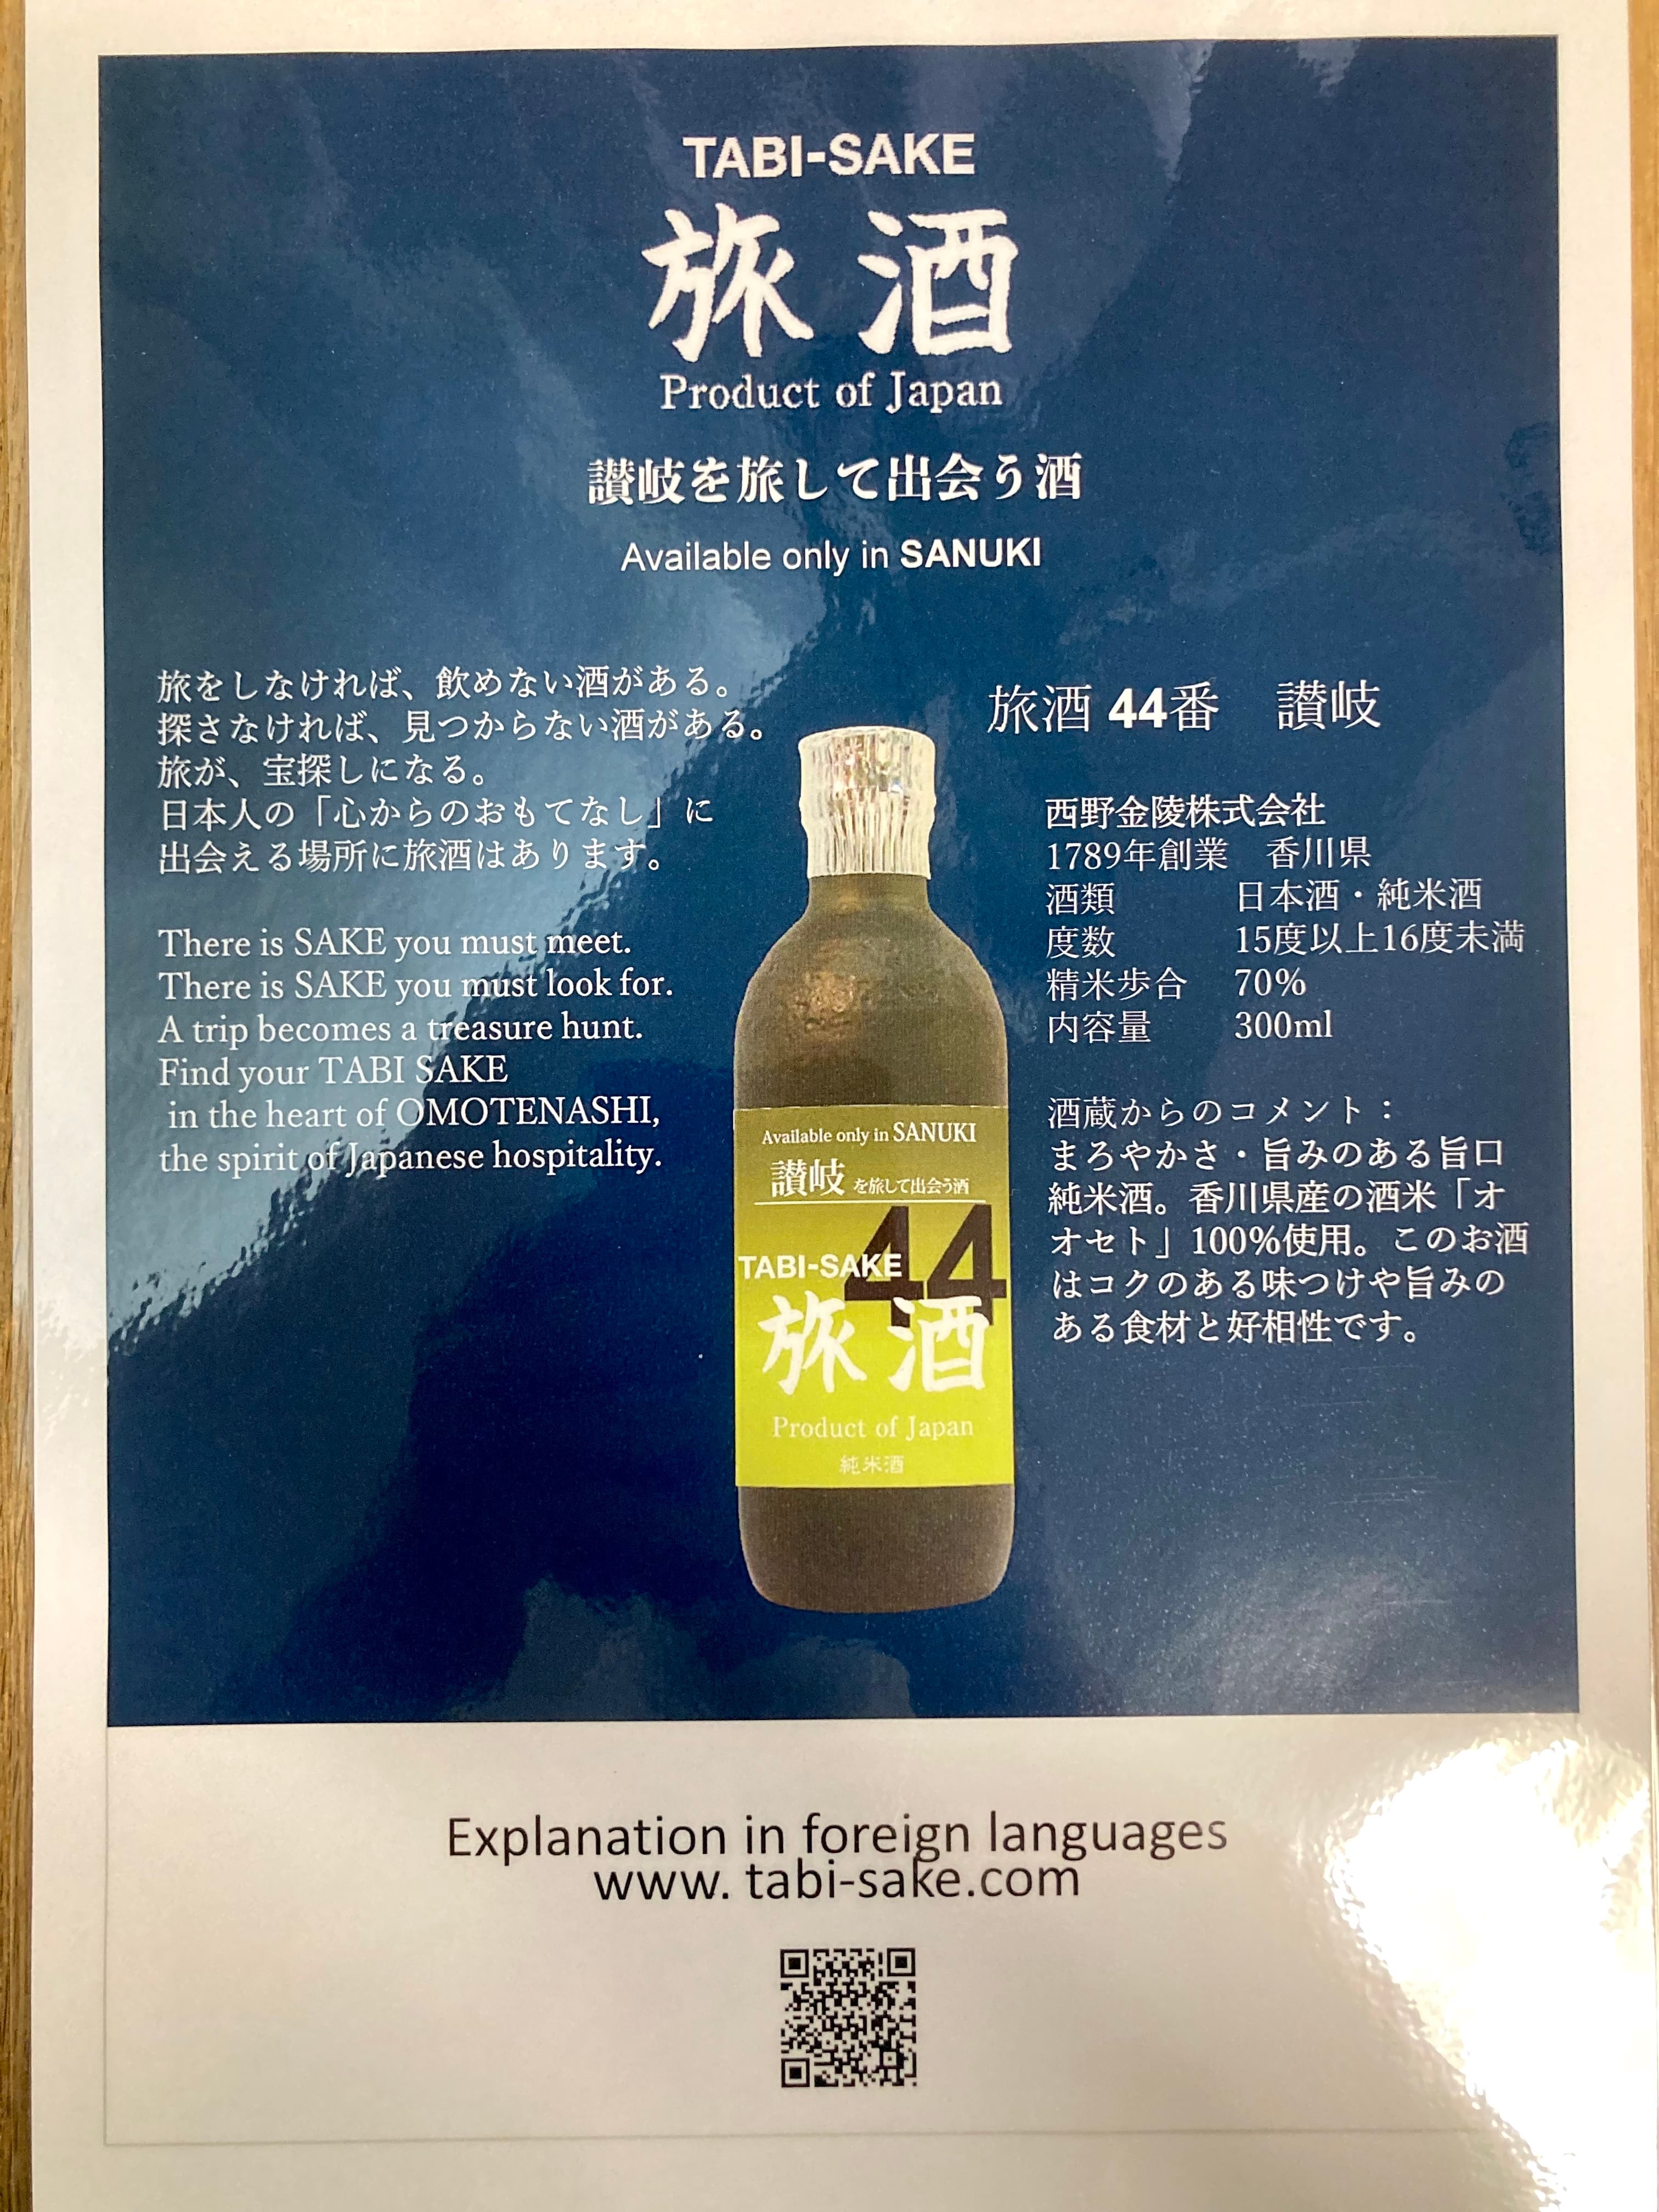 TABI-SAKE
旅酒
Product of Japan
讃岐を旅して出会う酒
Available only in SANUKI
旅をしなければ、飲めない酒がある。
探さなければ、見つからない酒がある。
旅が、宝探しになる。
日本人の「心からのおもてなし」に
出会える場所に旅酒はあります。
There is SAKE you must meet.
There is SAKE you must look for.
A trip becomes a treasure hunt.
Find your TABI SAKE
in the heart of OMOTENASHI,
the spirit of Japanese hospitality.
Available only in SANUKI
讃岐を旅して出会う酒
44
TABI-SAKE
旅酒
Product of Japan
純米酒
旅酒 44番 讃岐
西野金陵株式会社
1789年創業 香川県
酒類 日本酒・純米酒
度数 15度以上16度未満
精米歩合 70%
内容量 300ml
酒蔵からのコメント：
まろやかさ・旨みのある旨口
純米酒。香川県産の酒米「オ
オセト」100%使用。このお酒
はコクのある味つけや旨みの
ある食材と好相性です。
Explanation in foreign languages
www. tabi-sake.com